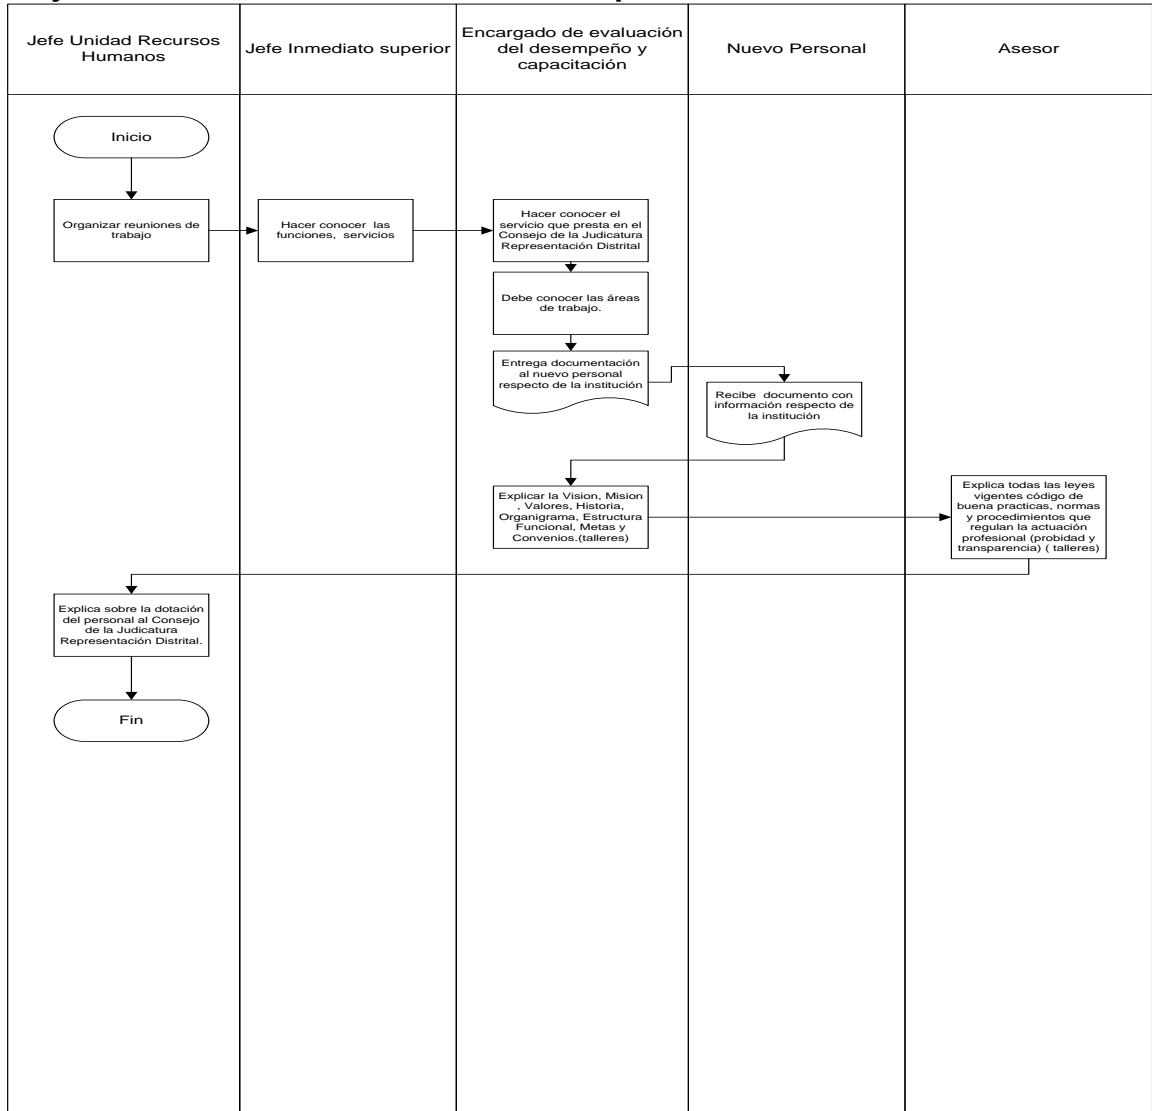 Jefe Unidad Recursos
Humanos
Jefe Inmediato superior
Encargado de evaluación
del desempeño y
capacitación
Nuevo Personal
Asesor
Inicio
Organizar reuniones de
trabajo
Hacer conocer  las
funciones,  servicios
Hacer conocer el
servicio que presta en el
Consejo de la Judicatura
Representación Distrital
Debe conocer las áreas
de trabajo.
Entrega documentación
al nuevo personal
respecto de la institución
Recibe  documento con
información respecto de
la institución
Explicar la Vision, Mision
, Valores, Historia,
Organigrama, Estructura
Funcional, Metas y
Convenios.(talleres)
Explica todas las leyes
vigentes código de
buena practicas, normas
y procedimientos que
regulan la actuación
profesional (probidad y
transparencia) ( talleres)
Explica sobre la dotación
del personal al Consejo
de la Judicatura
Representación Distrital.
Fin